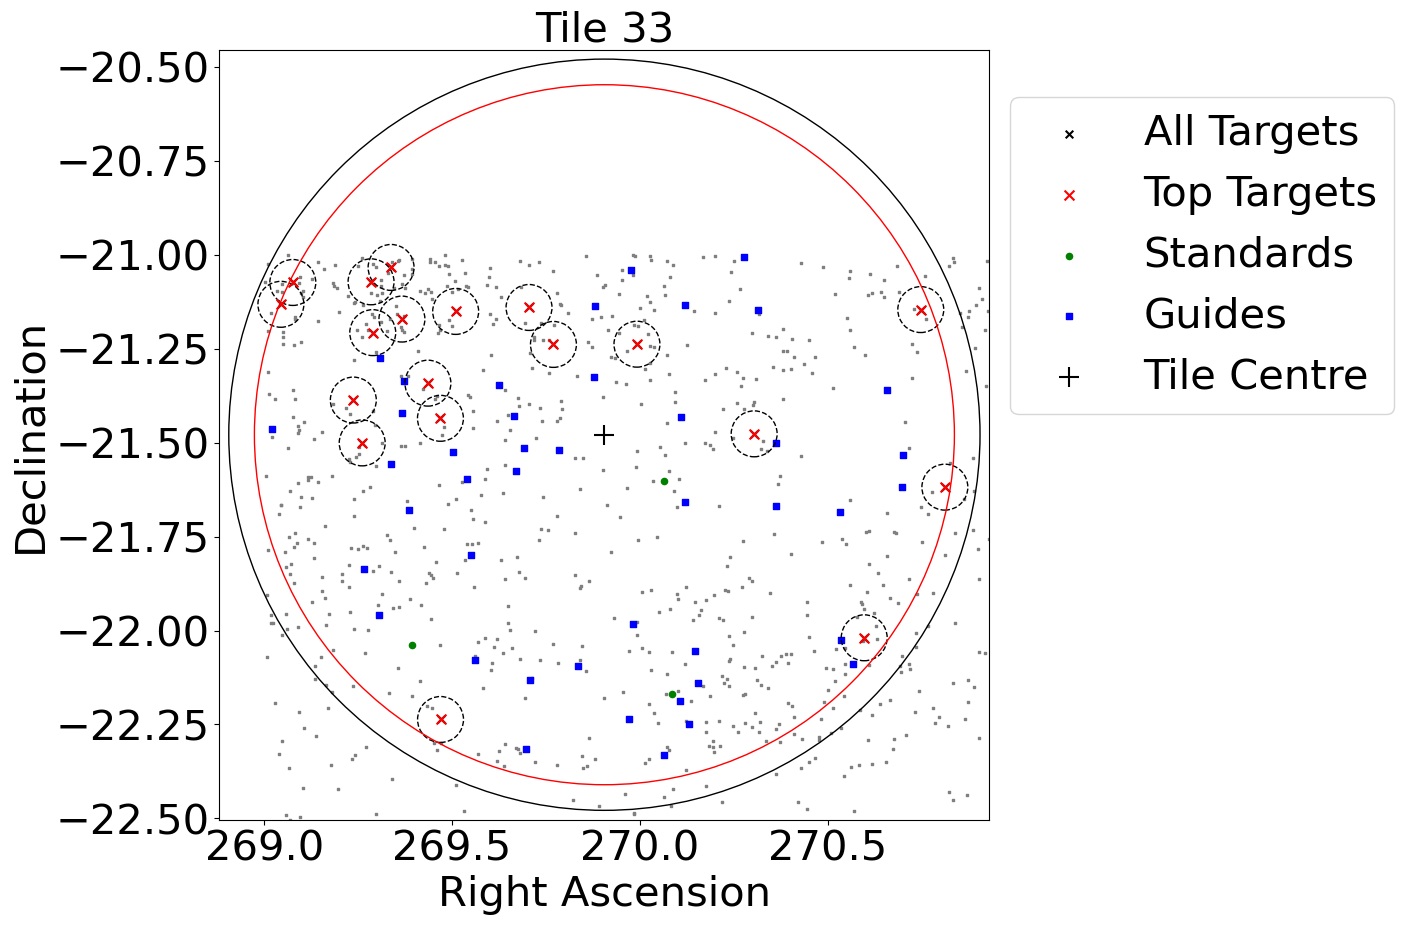 Tile 33
−20.50
−20.75
−21.00
−21.25
−21.50
−21.75
−22.00
−22.25
−22.50
Declination
269.0 269.5 270.0 270.5
Right Ascension
All Targets
Top Targets
Standards
Guides
Tile Centre